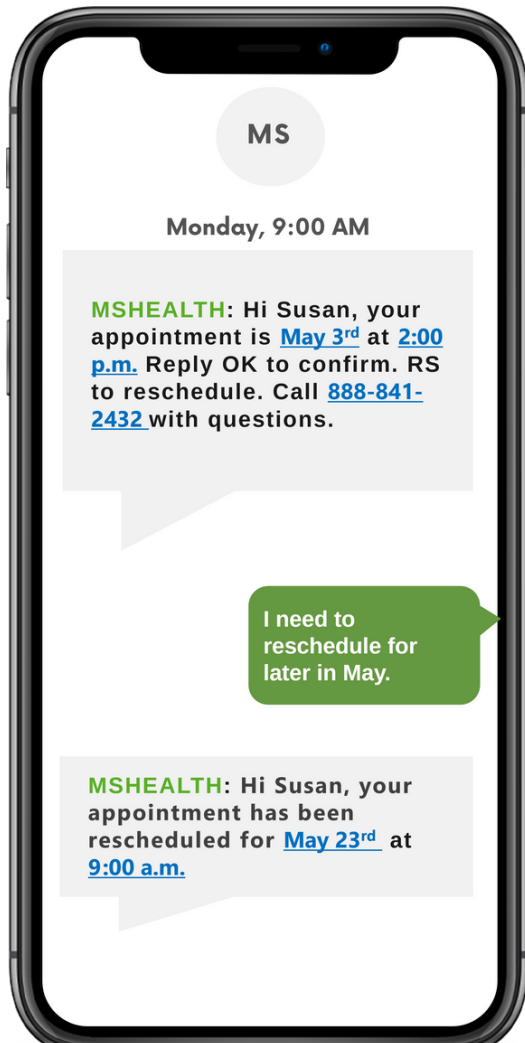 MS
Monday, 9:00 AM
MSHEALTH: Hi Susan, your
appointment is May 3rd at 2:00
p.m. Reply OK to confirm. RS
to reschedule. Call 888-841-
2432 with questions.
I need to
reschedule for
later in May.
MSHEALTH: Hi Susan, your
appointment has been
rescheduled for May 23rd at
9:00 a.m.